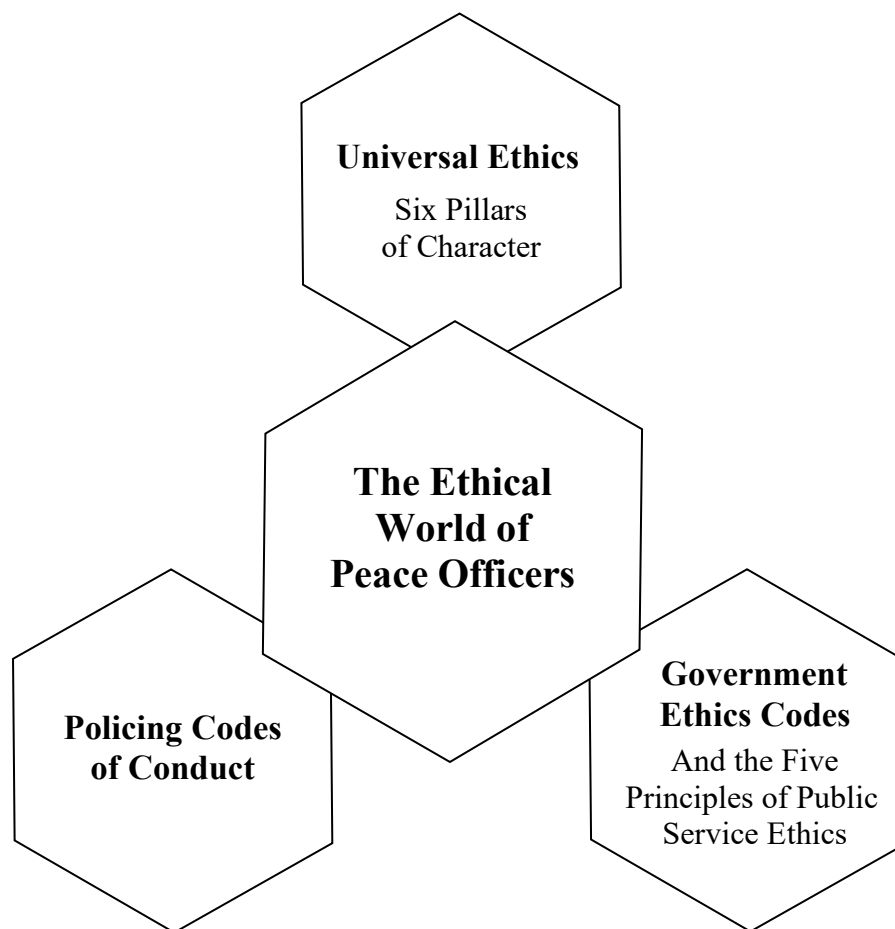 Universal Ethics
Six Pillars
of Character
The Ethical
World of
Peace Officers
Policing Codes
of Conduct
Government
Ethics Codes
And the Five
Principles of Public
Service Ethics